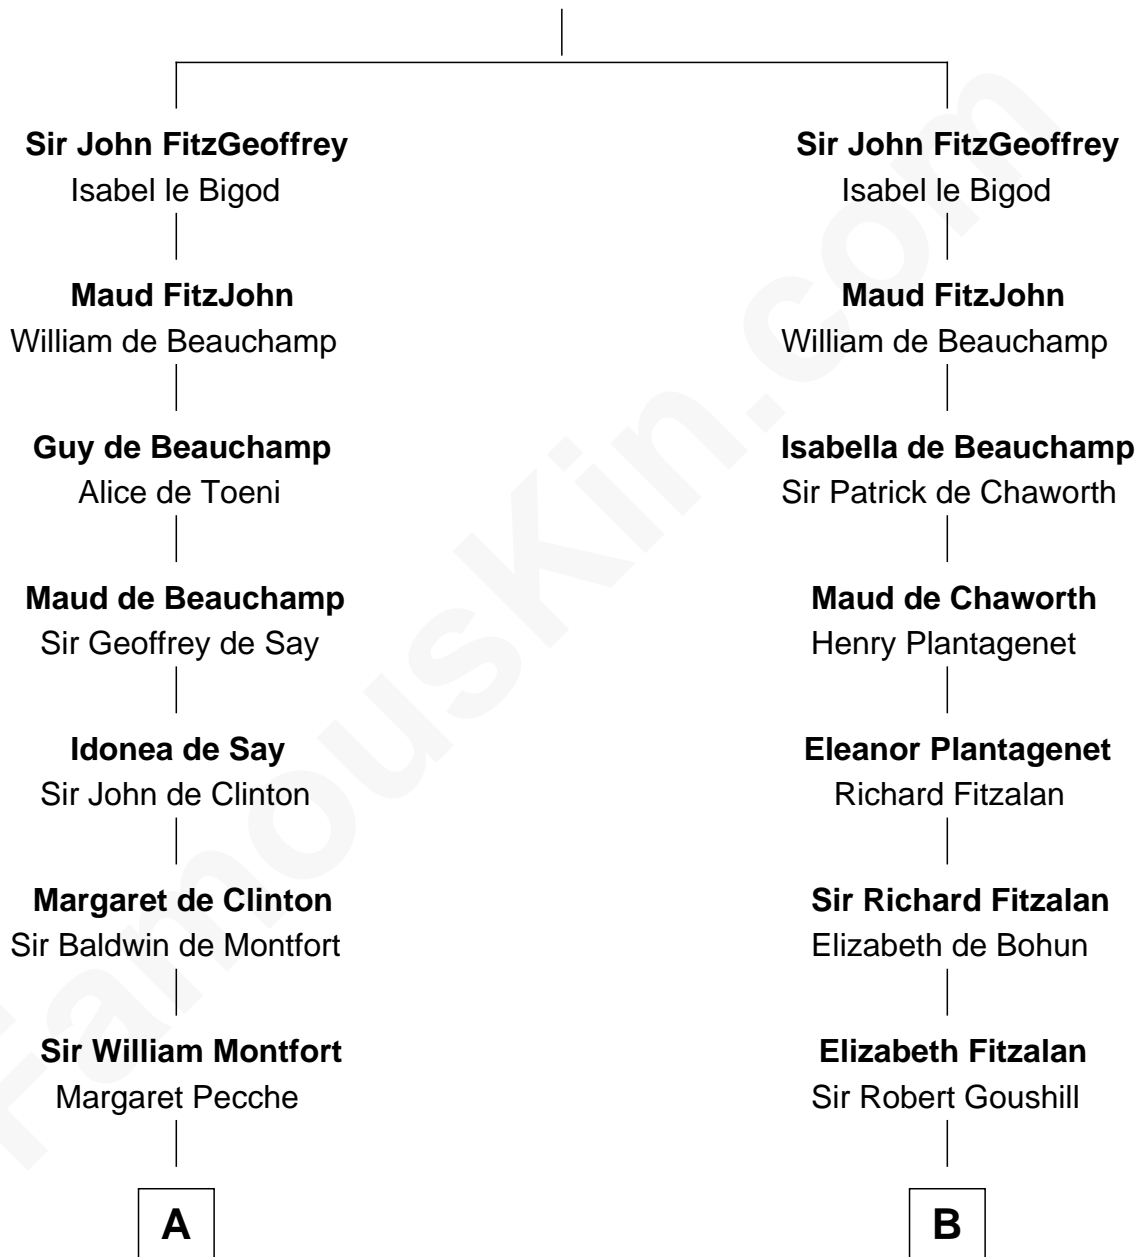 Sir John FitzGeoffrey
Isabel le Bigod
Maud FitzJohn
William de Beauchamp
Guy de Beauchamp
Alice de Toeni
Maud de Beauchamp
Sir Geoffrey de Say
Idonea de Say
Sir John de Clinton
Margaret de Clinton
Sir Baldwin de Montfort
Sir William Montfort
Margaret Pecche
A
Sir John FitzGeoffrey
Isabel le Bigod
Maud FitzJohn
William de Beauchamp
Isabella de Beauchamp
Sir Patrick de Chaworth
Maud de Chaworth
Henry Plantagenet
Eleanor Plantagenet
Richard Fitzalan
Sir Richard Fitzalan
Elizabeth de Bohun
Elizabeth Fitzalan
Sir Robert Goushill
B
FamousKin.com